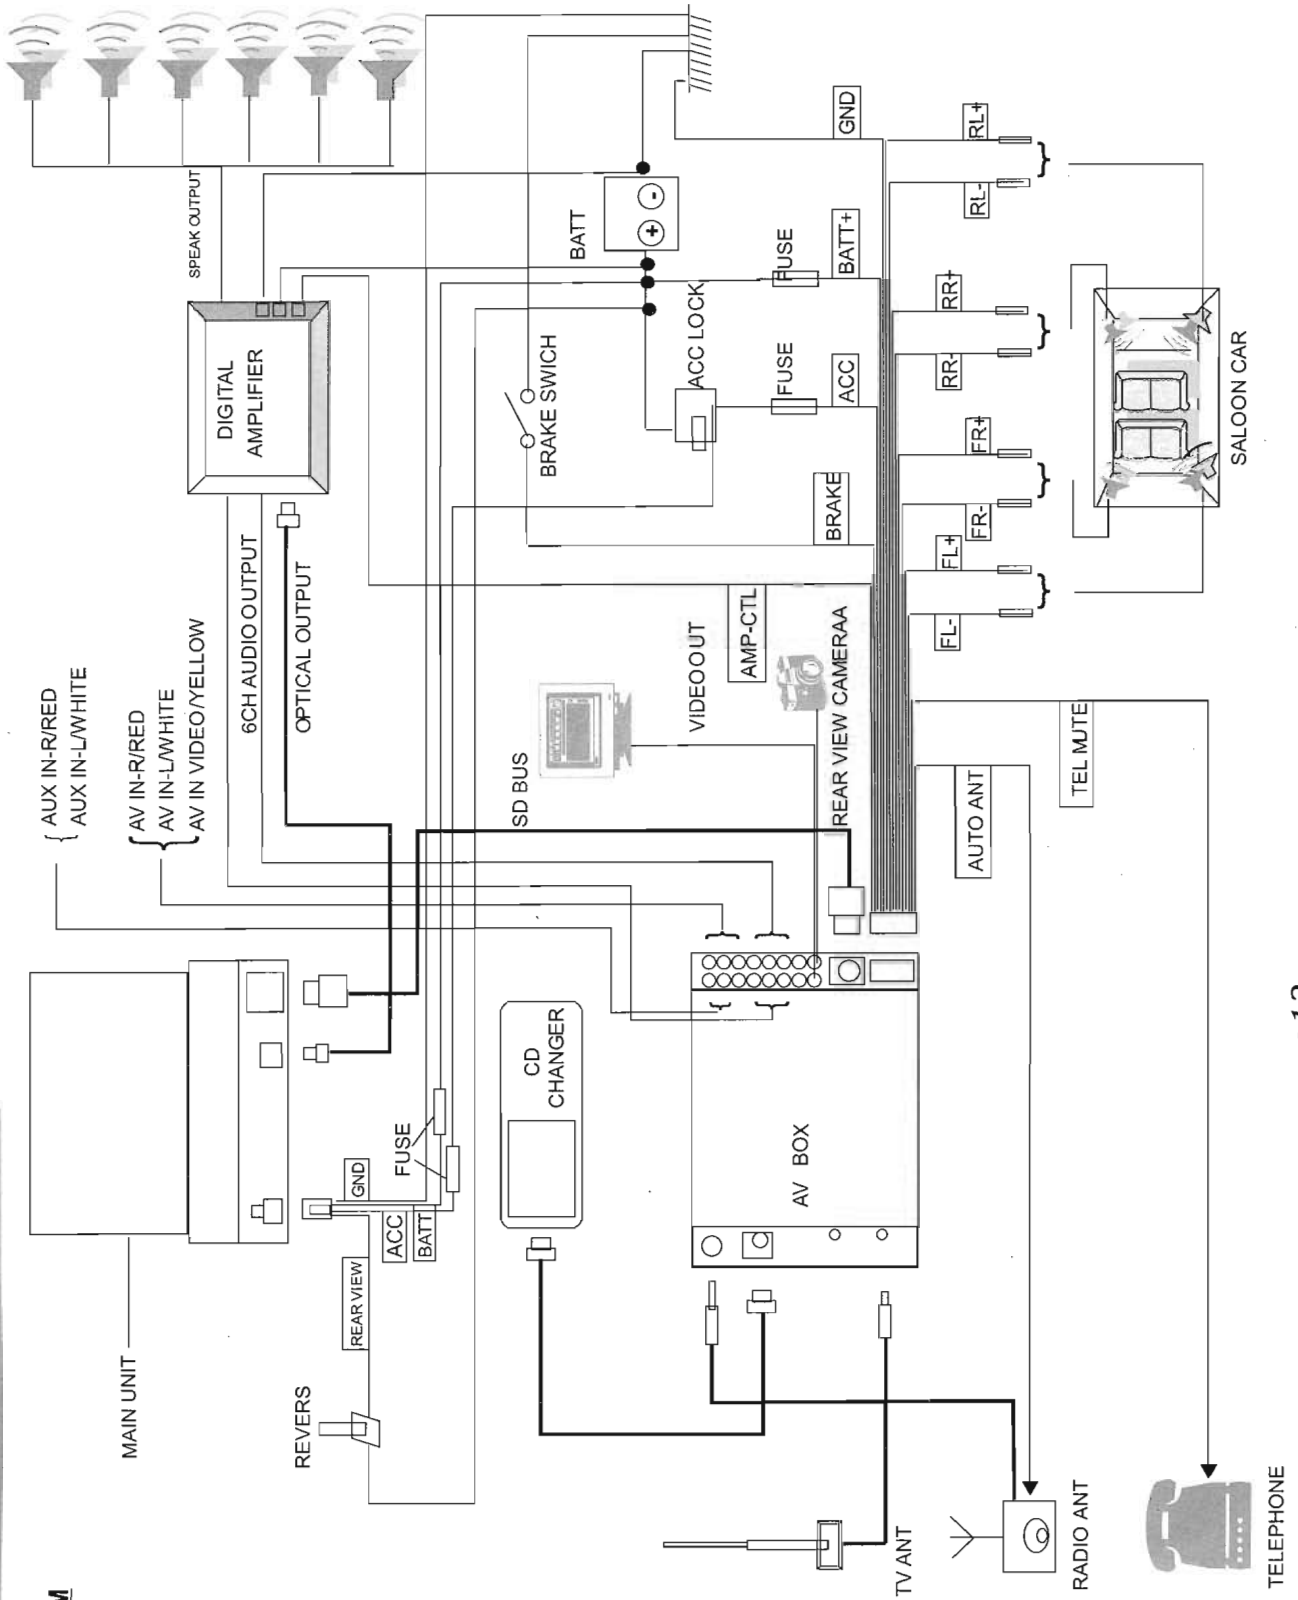 M
MAIN UNIT
REVERS
REAR VIEW
ACC
BATT
GND
FUSE
AUX IN-R/RED
AUX IN-L/WHITE
AV IN-R/RED
AV IN-L/WHITE
AV IN VIDEO/YELLOW
6CH AUDIO OUTPUT
OPTICAL OUTPUT
DIGITAL
AMPLIFIER
SPEAK OUTPUT
CD
CHANGER
SD BUS
VIDEOOUT
BRAKE SWICH
BATT
+
-
ACC LOCK
FUSE
FUSE
AV BOX
AMP-CTL
REAR VIEW CAMERAA
BRAKE
ACC
BATT+
GND
TV ANT
RADIO ANT
TELEPHONE
AUTO ANT
TEL MUTE
FL-
FL+
FR-
FR+
RR-
RR+
RL-
RL+
SALOON CAR